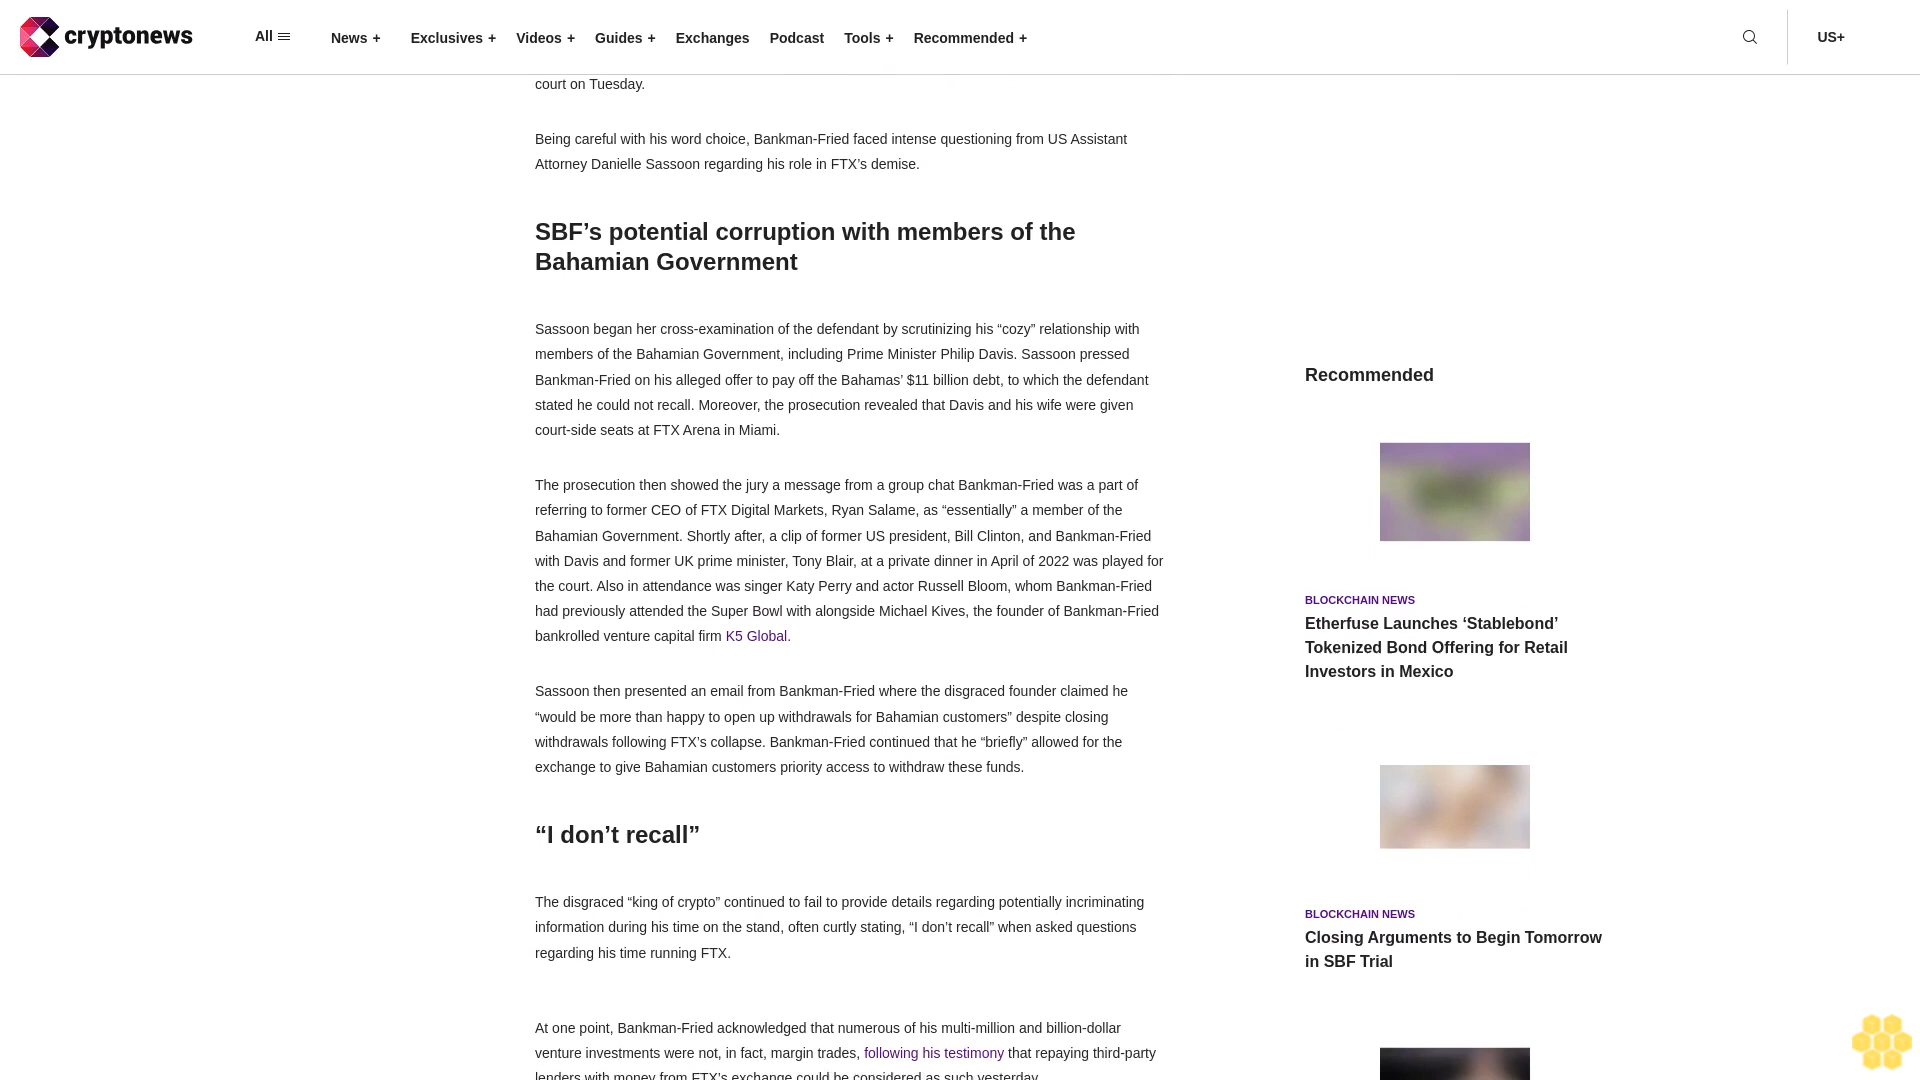 cryptonews
All
News +
Exclusives +
Videos +
Guides +
Exchanges
Podcast
Tools +
Recommended +
US+
court on Tuesday.
Being careful with his word choice, Bankman-Fried faced intense questioning from US Assistant
Attorney Danielle Sassoon regarding his role in FTX’s demise.
SBF’s potential corruption with members of the
Bahamian Government
Sassoon began her cross-examination of the defendant by scrutinizing his “cozy” relationship with
members of the Bahamian Government, including Prime Minister Philip Davis. Sassoon pressed
Bankman-Fried on his alleged offer to pay off the Bahamas’ $11 billion debt, to which the defendant
stated he could not recall. Moreover, the prosecution revealed that Davis and his wife were given
court-side seats at FTX Arena in Miami.
The prosecution then showed the jury a message from a group chat Bankman-Fried was a part of
referring to former CEO of FTX Digital Markets, Ryan Salame, as “essentially” a member of the
Bahamian Government. Shortly after, a clip of former US president, Bill Clinton, and Bankman-Fried
with Davis and former UK prime minister, Tony Blair, at a private dinner in April of 2022 was played for
the court. Also in attendance was singer Katy Perry and actor Russell Bloom, whom Bankman-Fried
had previously attended the Super Bowl with alongside Michael Kives, the founder of Bankman-Fried
bankrolled venture capital firm K5 Global.
Sassoon then presented an email from Bankman-Fried where the disgraced founder claimed he
“would be more than happy to open up withdrawals for Bahamian customers” despite closing
withdrawals following FTX’s collapse. Bankman-Fried continued that he “briefly” allowed for the
exchange to give Bahamian customers priority access to withdraw these funds.
“I don’t recall”
The disgraced “king of crypto” continued to fail to provide details regarding potentially incriminating
information during his time on the stand, often curtly stating, “I don’t recall” when asked questions
regarding his time running FTX.
At one point, Bankman-Fried acknowledged that numerous of his multi-million and billion-dollar
venture investments were not, in fact, margin trades, following his testimony that repaying third-party
lenders with money from FTX’s exchange could be considered as such yesterday.
Recommended
BLOCKCHAIN NEWS
Etherfuse Launches ‘Stablebond’
Tokenized Bond Offering for Retail
Investors in Mexico
BLOCKCHAIN NEWS
Closing Arguments to Begin Tomorrow
in SBF Trial